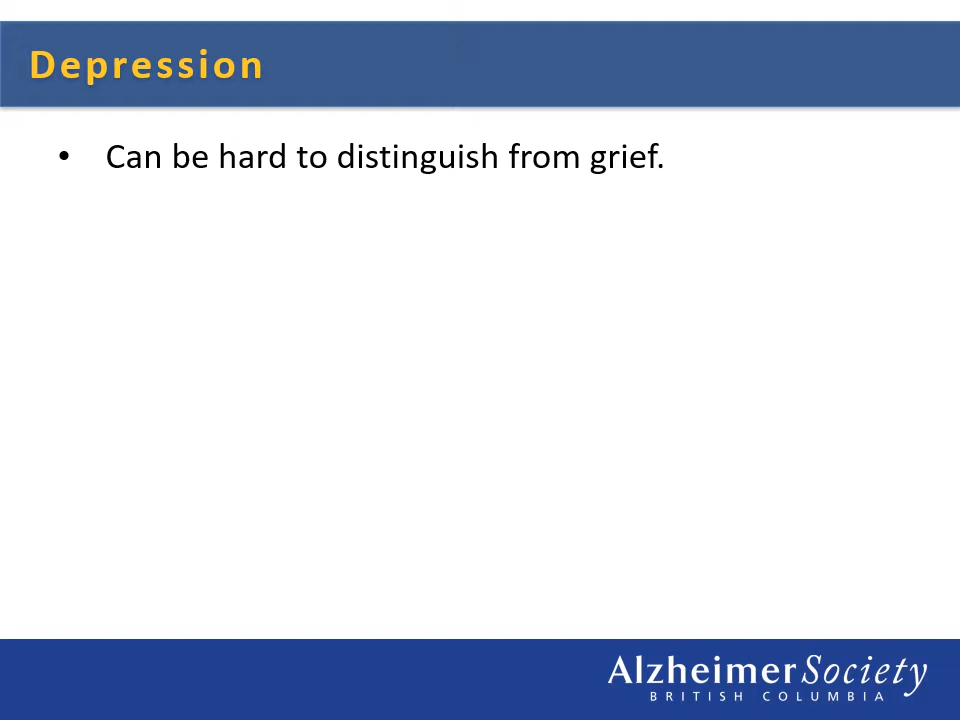 Depression
• Can be hard to distinguish from grief.
AlzheimerSociety
BRITISH COLUMBIA